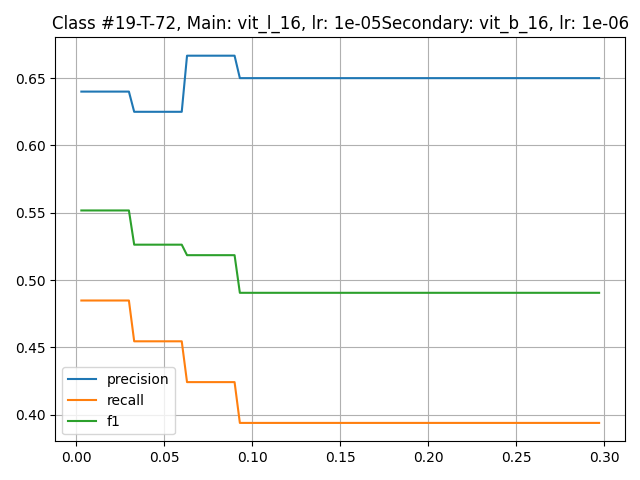 Class #19-T-72, Main: vit_l_16, lr: 1e-05Secondary: vit_b_16, lr: 1e-06
0.65
0.60
0.55
0.50
0.45
0.40
precision
recall
f1
0.00 0.05 0.10 0.15 0.20 0.25 0.30